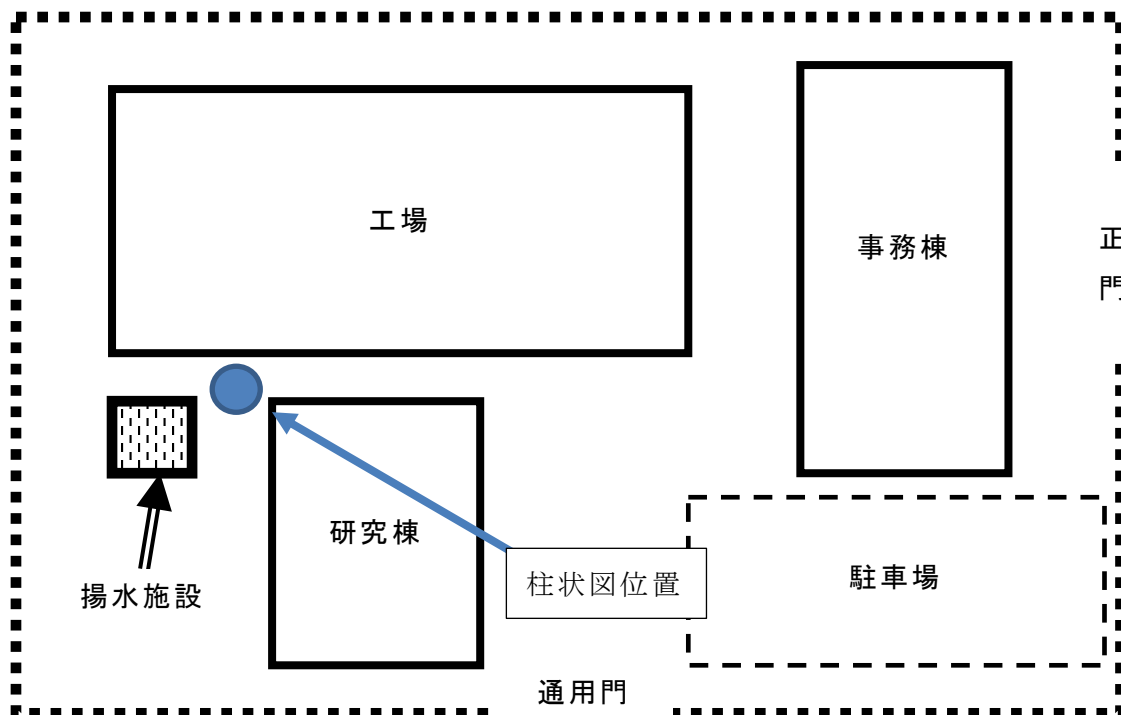 工場
事務棟
正
門
研究棟
柱状図位置
駐車場
揚水施設
通用門